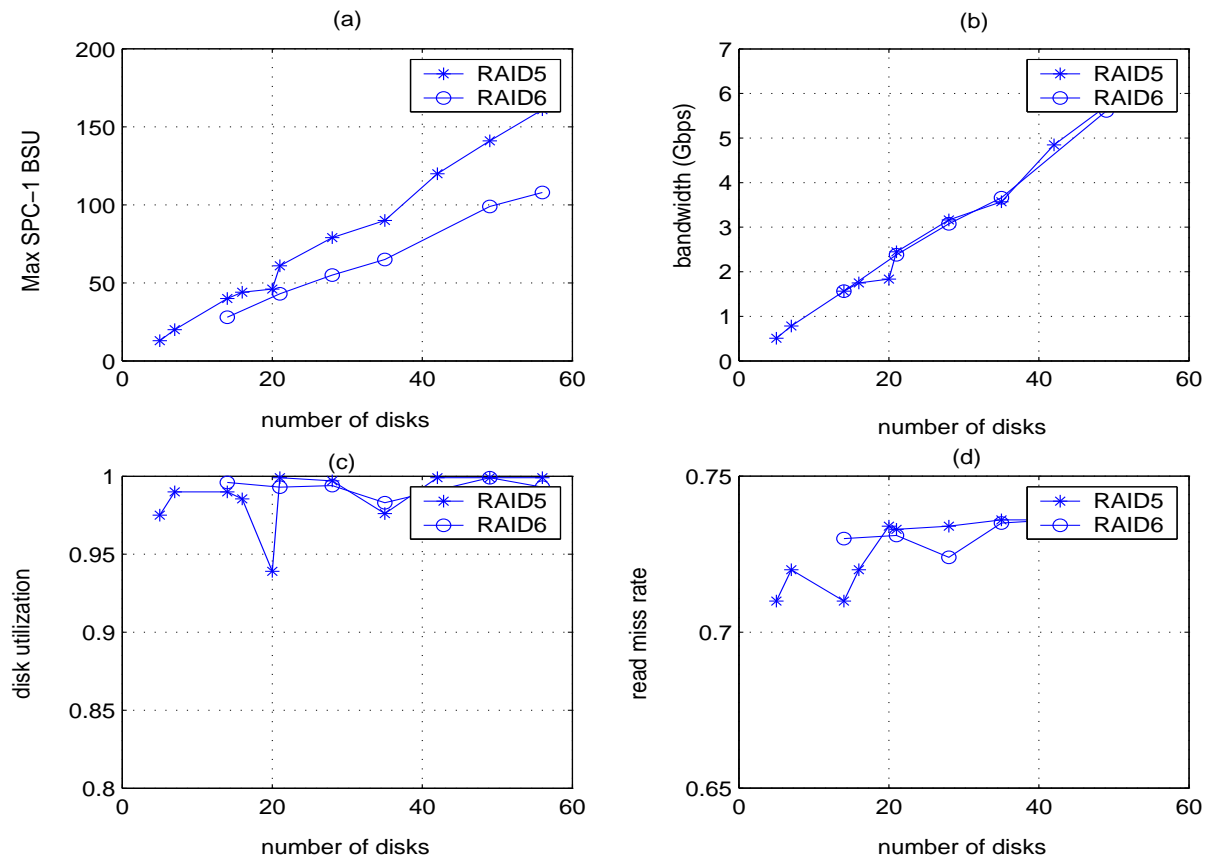 (a)
200
150
100
50
0
0
20
40
60
Max SPC−1 BSU
number of disks
RAID5
RAID6
(b)
7
6
5
4
3
2
1
0
0
20
40
60
bandwidth (Gbps)
number of disks
RAID5
RAID6
(c)
1
0.95
0.9
0.85
0.8
0
20
40
60
disk utilization
number of disks
RAID5
RAID6
(d)
0.75
0.7
0.65
0
20
40
60
read miss rate
number of disks
RAID5
RAID6